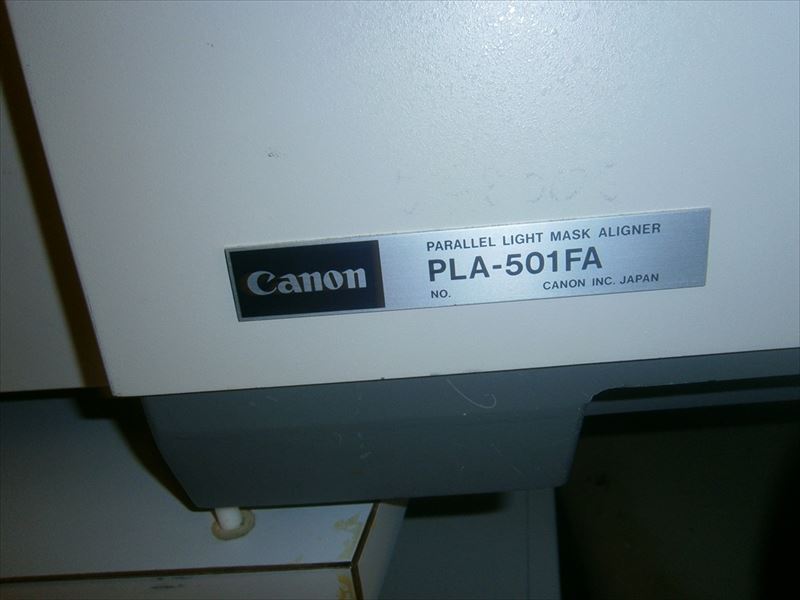 Canon
PARALLEL LIGHT MASK ALIGNER
PLA-501FA
NO.
CANON INC. JAPAN